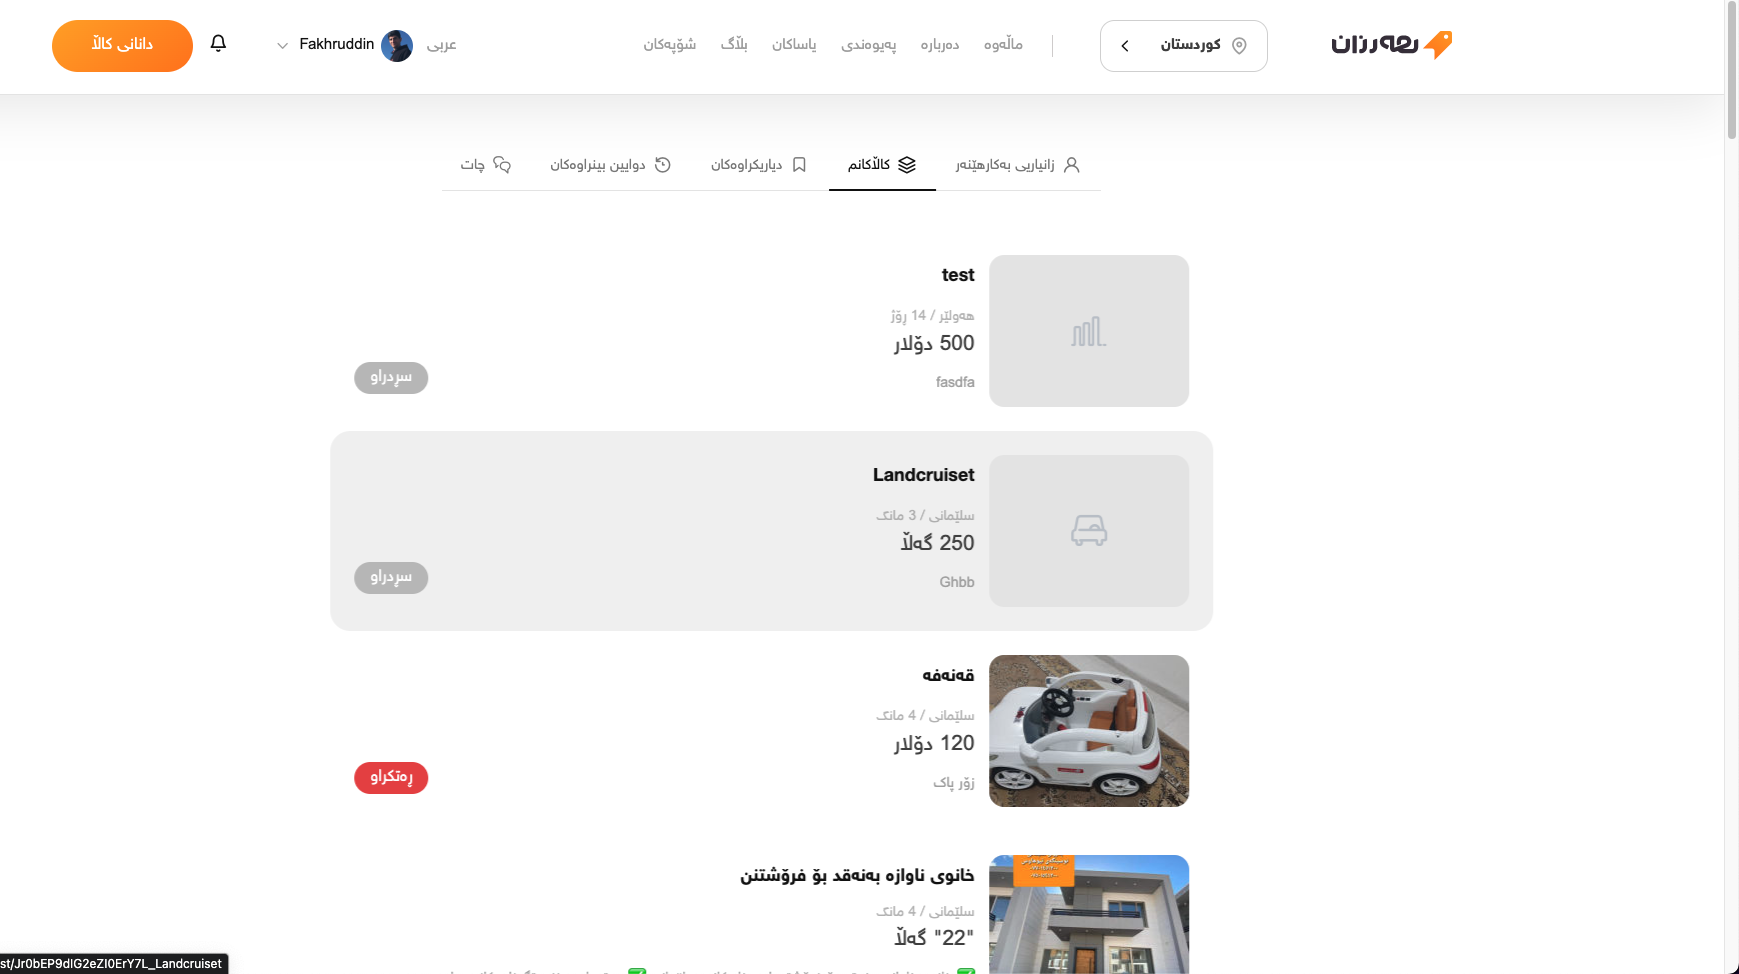 هەرزان
کوردستان
ماڵەوە
دەربارە
پەیوەندی
یاساکان
بڵاگ
شۆپەکان
عربی
Fakhruddin
دانانی کاڵا
زانیاریی بەکارهێنەر
کاڵاکانم
دیاریکراوەکان
دوایین بینراوەکان
چات
test
هەولێر / 14 ڕۆژ
500 دۆلار
fasdfa
سڕدراو
Landcruiset
سلێمانی / 3 مانگ
250 گەڵا
Ghbb
سڕدراو
قەنەفە
سلێمانی / 4 مانگ
120 دۆلار
زۆر پاک
ڕەتکراو
خانوی ناوازە بەنەقد بۆ فرۆشتنن
سلێمانی / 4 مانگ
"22" گەڵا
st/Jr0bEP9dIG2eZI0ErY7L_Landcruiset